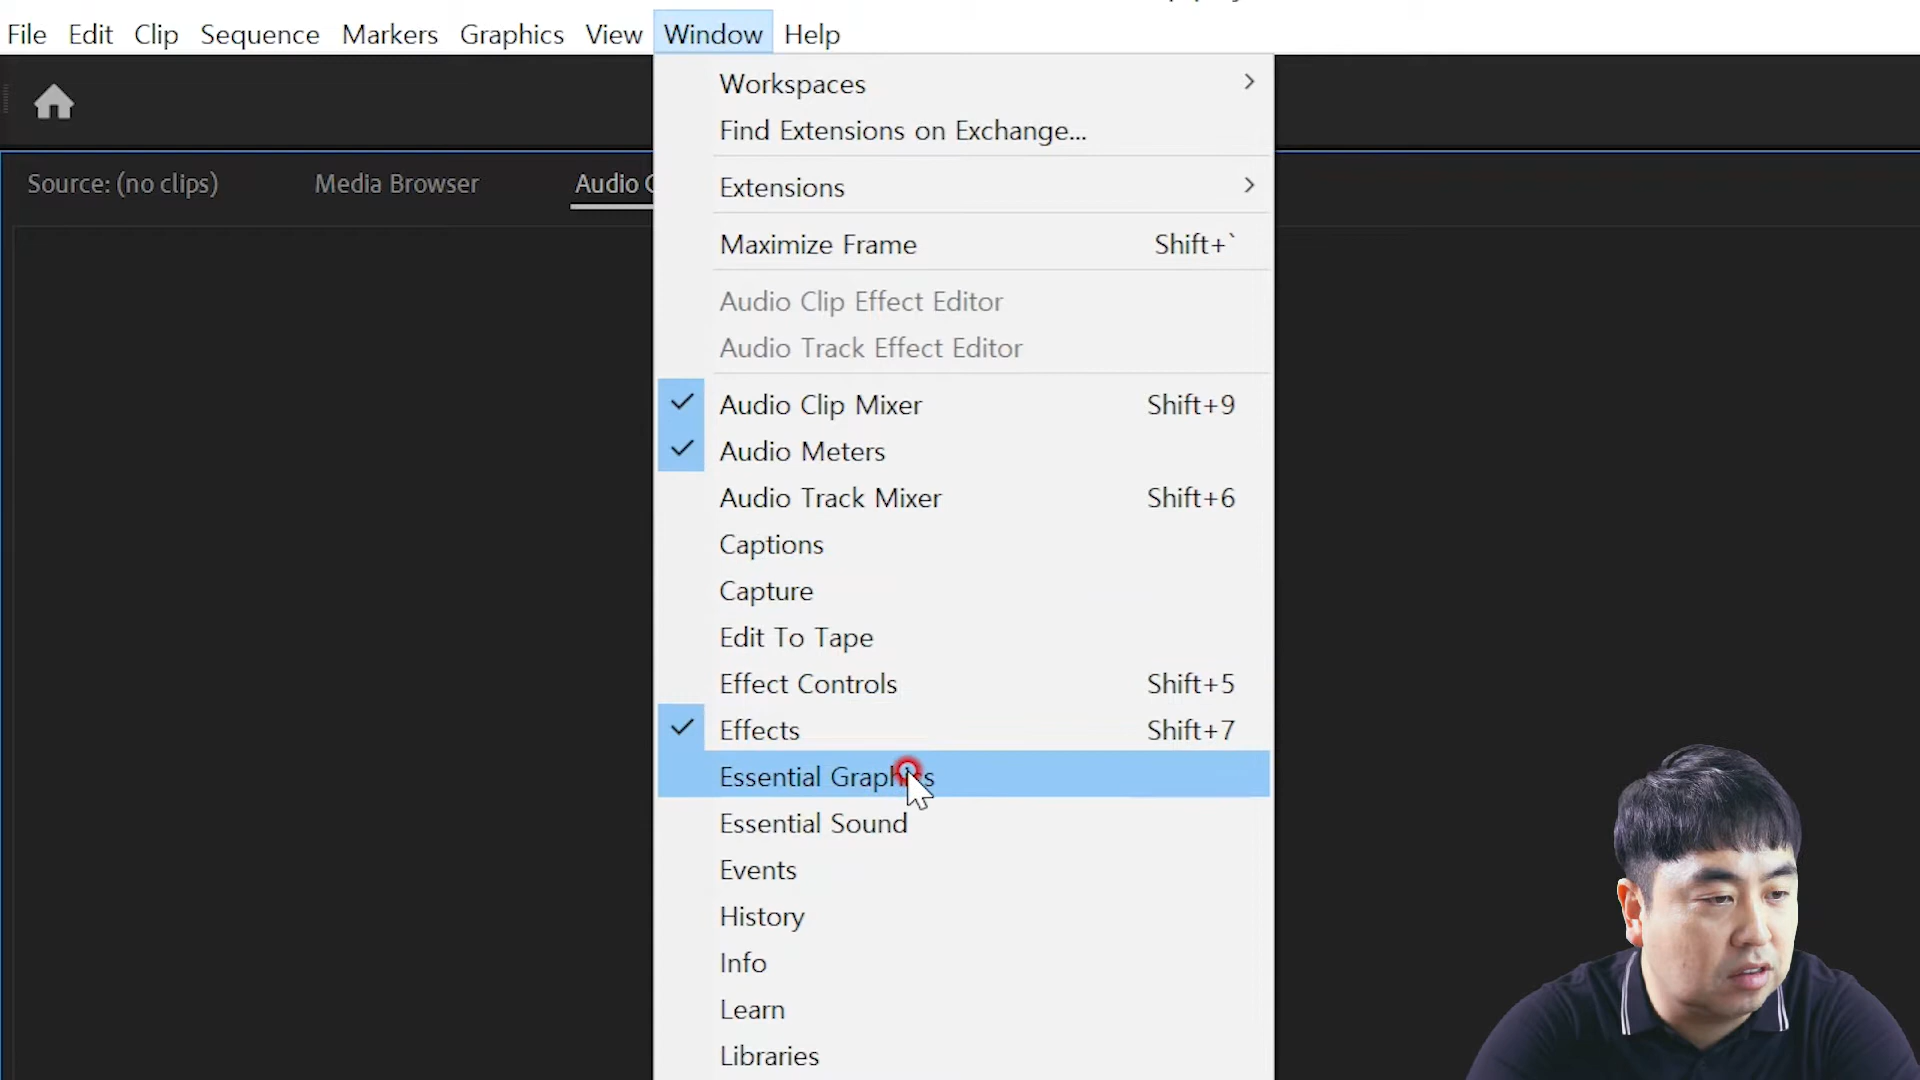 File Edit Clip Sequence Markers Graphics View Window Help
Workspaces
Find Extensions on Exchange...
Source: (no clips) Media Browser Audio
Extensions
Maximize Frame Shift+`
Audio Clip Effect Editor
Audio Track Effect Editor
Audio Clip Mixer Shift+9
Audio Meters
Audio Track Mixer Shift+6
Captions
Capture
Edit To Tape
Effect Controls Shift+5
Effects Shift+7
Essential Graphics
Essential Sound
Events
History
Info
Learn
Libraries